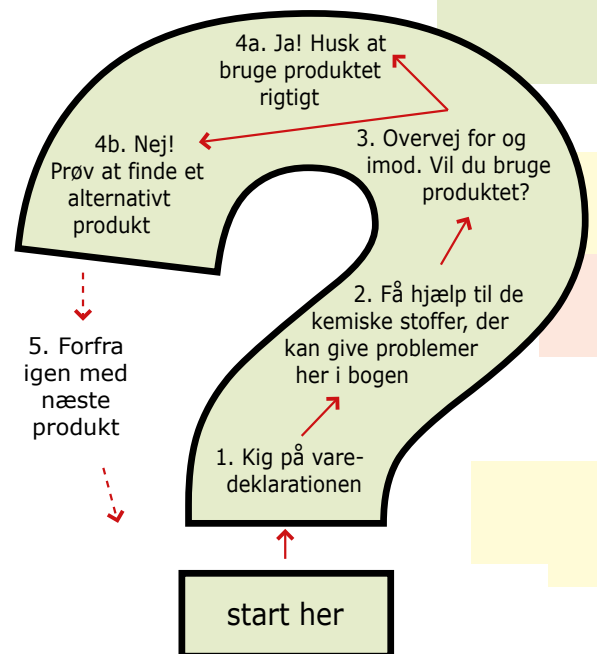 start her
1. Kig på vare-
deklarationen
2. Få hjælp til de
kemiske stoffer, der
kan give problemer
her i bogen
3. Overvej for og
imod. Vil du bruge
produktet?
4a. Ja! Husk at
bruge produktet
rigtigt
4b. Nej!
Prøv at finde et
alternativt
produkt
5. Forfra
igen med
næste
produkt